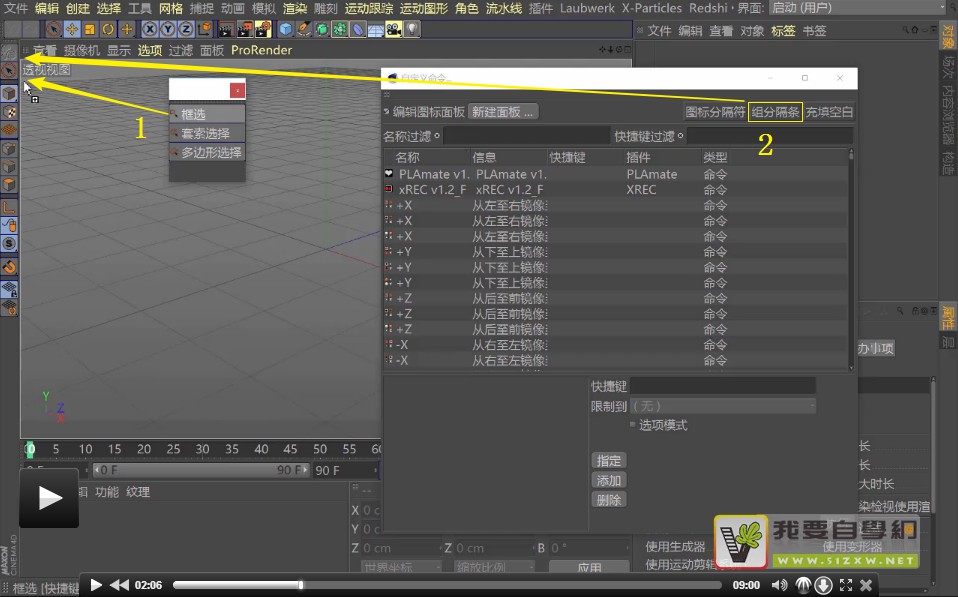 文件 编辑 创建 选择 工具 网格 捕捉 动画 模拟 渲染 雕刻 运动跟踪 运动图形 角色 流水线 插件 Laubwerk X-Particles Redshi 界面: 启动 (用户)
文件 编辑 查看 对象 标签 书签
查看 摄像机 显示 选项 过滤 面板 ProRender
透视视图
自定义命令...
框选
套索选择
多边形选择
1
2
编辑图标面板 新建面板 ... 图标分隔符 组分隔条 充填空白
名称过滤 快捷键过滤
名称 信息 快捷键 插件 类型
PLAmate v1. PLAmate v1. PLAmate 命令
xREC v1.2_F xREC v1.2_F XREC 命令
+X 从左至右镜像 命令
+X 从左至右镜像 命令
+X 从左至右镜像 命令
+Y 从下至上镜像 命令
+Y 从下至上镜像 命令
+Y 从下至上镜像 命令
+Z 从后至前镜像 命令
+Z 从后至前镜像 命令
+Z 从后至前镜像 命令
-X 从右至左镜像 命令
-X 从右至左镜像 命令
快捷键
限制到 (无)
选项模式
指定
添加
删除
对象
场次
内容浏览器
构造
属性
层
办事项
长
长
大时长
染检视使用渲
Y
Z
X
0 5 10 15 20 25 30 35 40 45 50 55 60
0 F 0 F 90 F 90 F
辑 功能 纹理
X 0 c
Y 0 c
Z 0 cm Z 0 cm B 0 °
世界坐标 缩放比例 应用
使用生成器 使用变形器
使用运动剪辑
MAXON CINEMA 4D
框选 [快捷键
02:06 09:00
我要自學網
WWW.51ZXW.NET